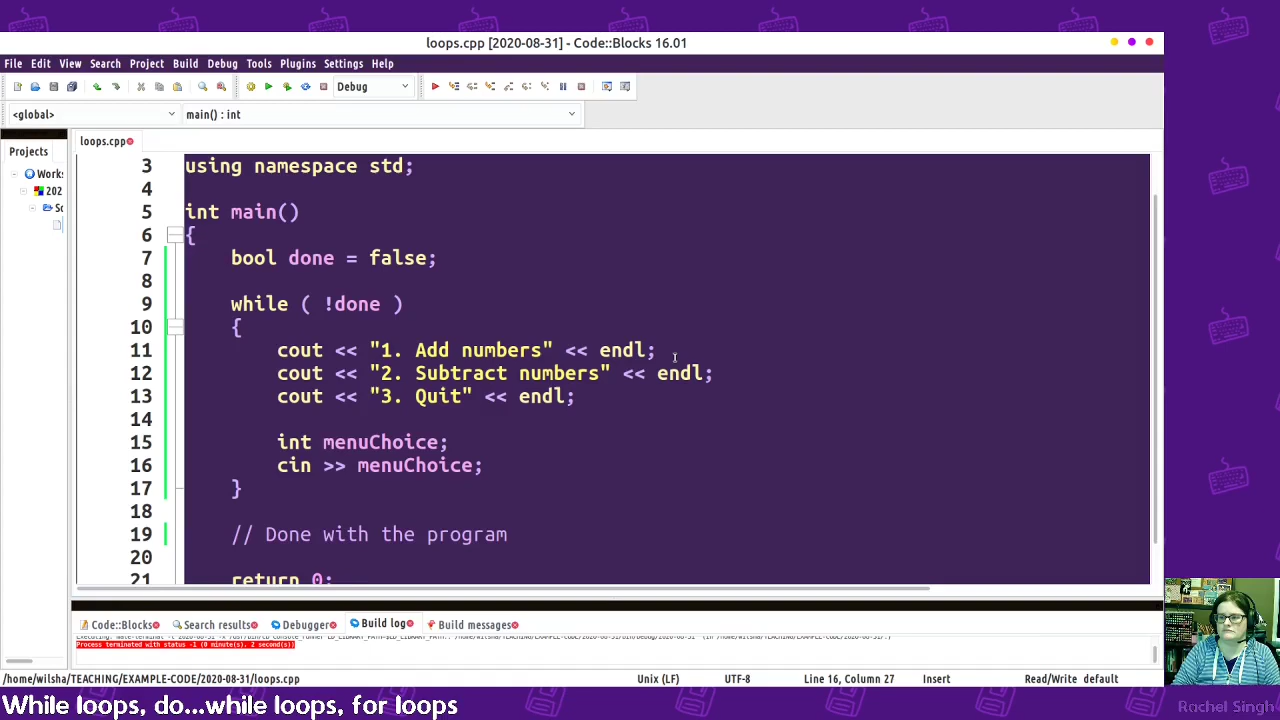 loops.cpp [2020-08-31] - Code::Blocks 16.01
File Edit View Search Project Build Debug Tools Plugins Settings Help
Debug
<global> main() : int
loops.cpp
Projects
Works
202
So
3 using namespace std;
4
5 int main()
6 {
7 bool done = false;
8
9 while ( !done )
10 {
11 cout << "1. Add numbers" << endl;
12 cout << "2. Subtract numbers" << endl;
13 cout << "3. Quit" << endl;
14
15 int menuChoice;
16 cin >> menuChoice;
17 }
18
19 // Done with the program
20
21 return 0;
Code::Blocks Search results Debugger Build log Build messages
Process terminated with status -1 (0 minute(s), 2 second(s))
/home/wilsha/TEACHING/EXAMPLE-CODE/2020-08-31/loops.cpp Unix (LF) UTF-8 Line 16, Column 27 Insert Read/Write default
While loops, do...while loops, for loops
Rachel Singh